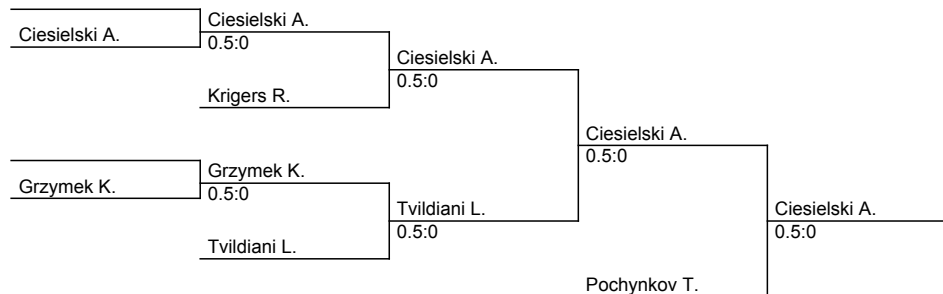 Ciesielski A.
Ciesielski A.
0.5:0
Ciesielski A.
0.5:0
Krigers R.
Ciesielski A.
0.5:0
Grzymek K.
Grzymek K.
0.5:0
Tvildiani L.
0.5:0
Tvildiani L.
Ciesielski A.
0.5:0
Pochynkov T.